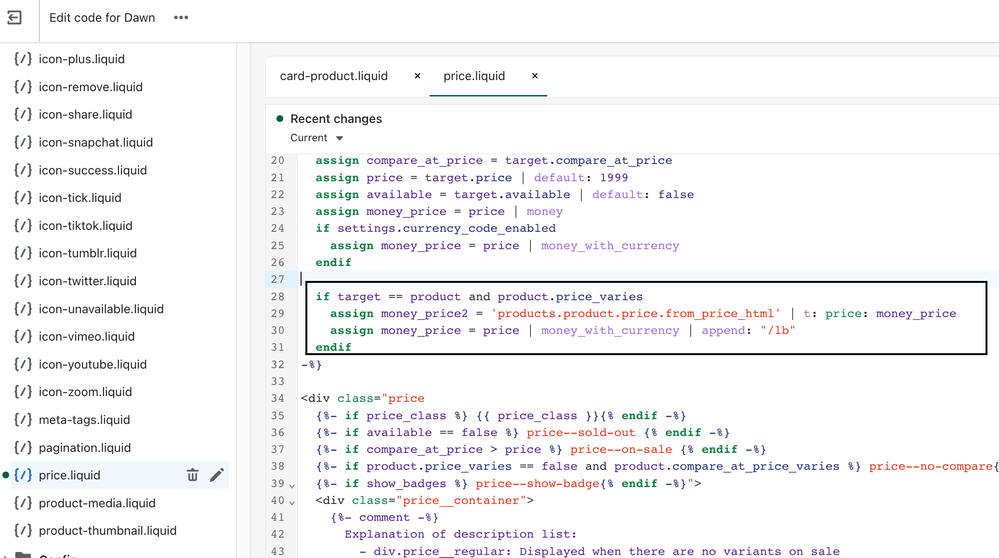 Edit code for Dawn •••
{/} icon-plus.liquid
{/} icon-remove.liquid
{/} icon-share.liquid
{/} icon-snapchat.liquid
{/} icon-success.liquid
{/} icon-tick.liquid
{/} icon-tiktok.liquid
{/} icon-tumblr.liquid
{/} icon-twitter.liquid
{/} icon-unavailable.liquid
{/} icon-vimeo.liquid
{/} icon-youtube.liquid
{/} icon-zoom.liquid
{/} meta-tags.liquid
{/} pagination.liquid
{/} price.liquid
{/} product-media.liquid
{/} product-thumbnail.liquid
card-product.liquid × price.liquid ×
Recent changes
Current
20 assign compare_at_price = target.compare_at_price
21 assign price = target.price | default: 1999
22 assign available = target.available | default: false
23 assign money_price = price | money
24 if settings.currency_code_enabled
25 assign money_price = price | money_with_currency
26 endif
27
28 if target == product and product.price_varies
29 assign money_price2 = 'products.product.price.from_price_html' | t: price: money_price
30 assign money_price = price | money_with_currency | append: "/lb"
31 endif
32 -%}
33
34 <div class="price
35 {%- if price_class %} {{ price_class }}{% endif -%}
36 {%- if available == false %} price--sold-out {% endif -%}
37 {%- if compare_at_price > price %} price--on-sale {% endif -%}
38 {%- if product.price_varies == false and product.compare_at_price_varies %} price--no-compare{
39 {%- if show_badges %} price--show-badge{% endif -%}">
40 <div class="price__container">
41 {%- comment -%}
42 Explanation of description list:
43 - div.price__regular: Displayed when there are no variants on sale